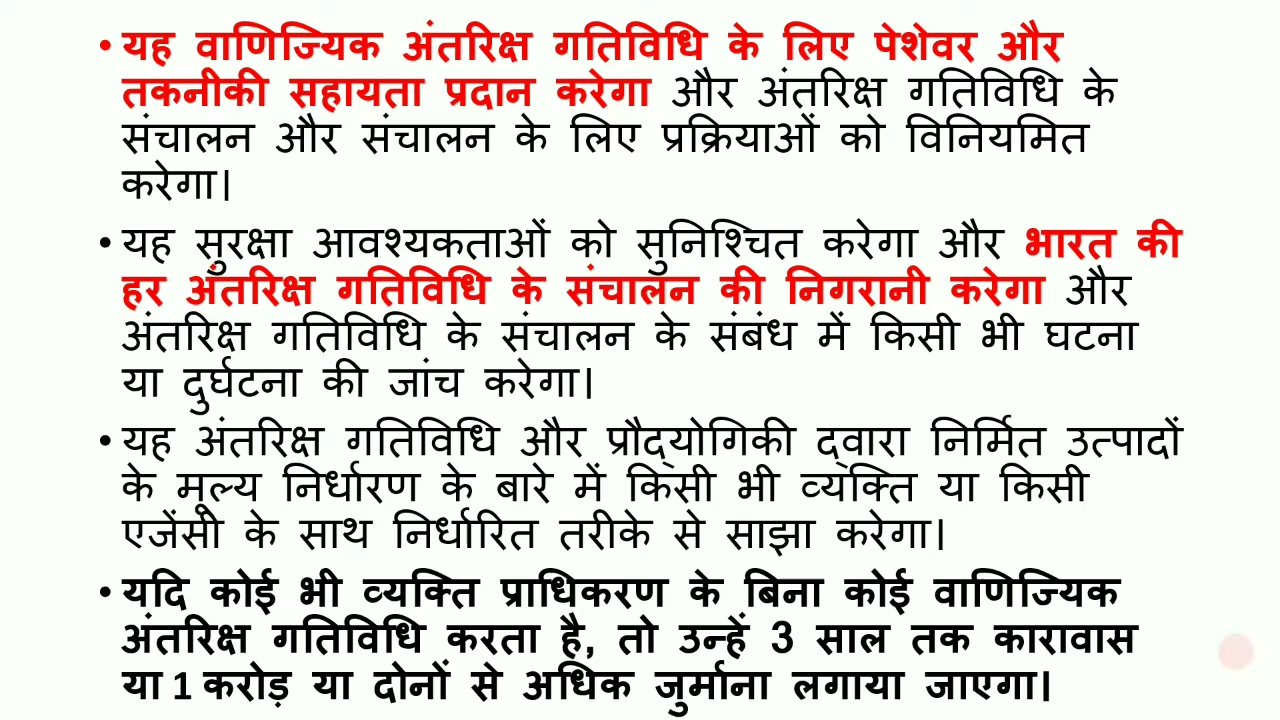 • यह वाणिज्यिक अंतरिक्ष गतिविधि के लिए पेशेवर और
तकनीकी सहायता प्रदान करेगा और अंतरिक्ष गतिविधि के
संचालन और संचालन के लिए प्रक्रियाओं को विनियमित
करेगा।
• यह सुरक्षा आवश्यकताओं को सुनिश्चित करेगा और भारत की
हर अंतरिक्ष गतिविधि के संचालन की निगरानी करेगा और
अंतरिक्ष गतिविधि के संचालन के संबंध में किसी भी घटना
या दुर्घटना की जांच करेगा।
• यह अंतरिक्ष गतिविधि और प्रौद्योगिकी द्वारा निर्मित उत्पादों
के मूल्य निर्धारण के बारे में किसी भी व्यक्ति या किसी
एजेंसी के साथ निर्धारित तरीके से साझा करेगा।
• यदि कोई भी व्यक्ति प्राधिकरण के बिना कोई वाणिज्यिक
अंतरिक्ष गतिविधि करता है, तो उन्हें 3 साल तक कारावास
या 1 करोड़ या दोनों से अधिक जुर्माना लगाया जाएगा।